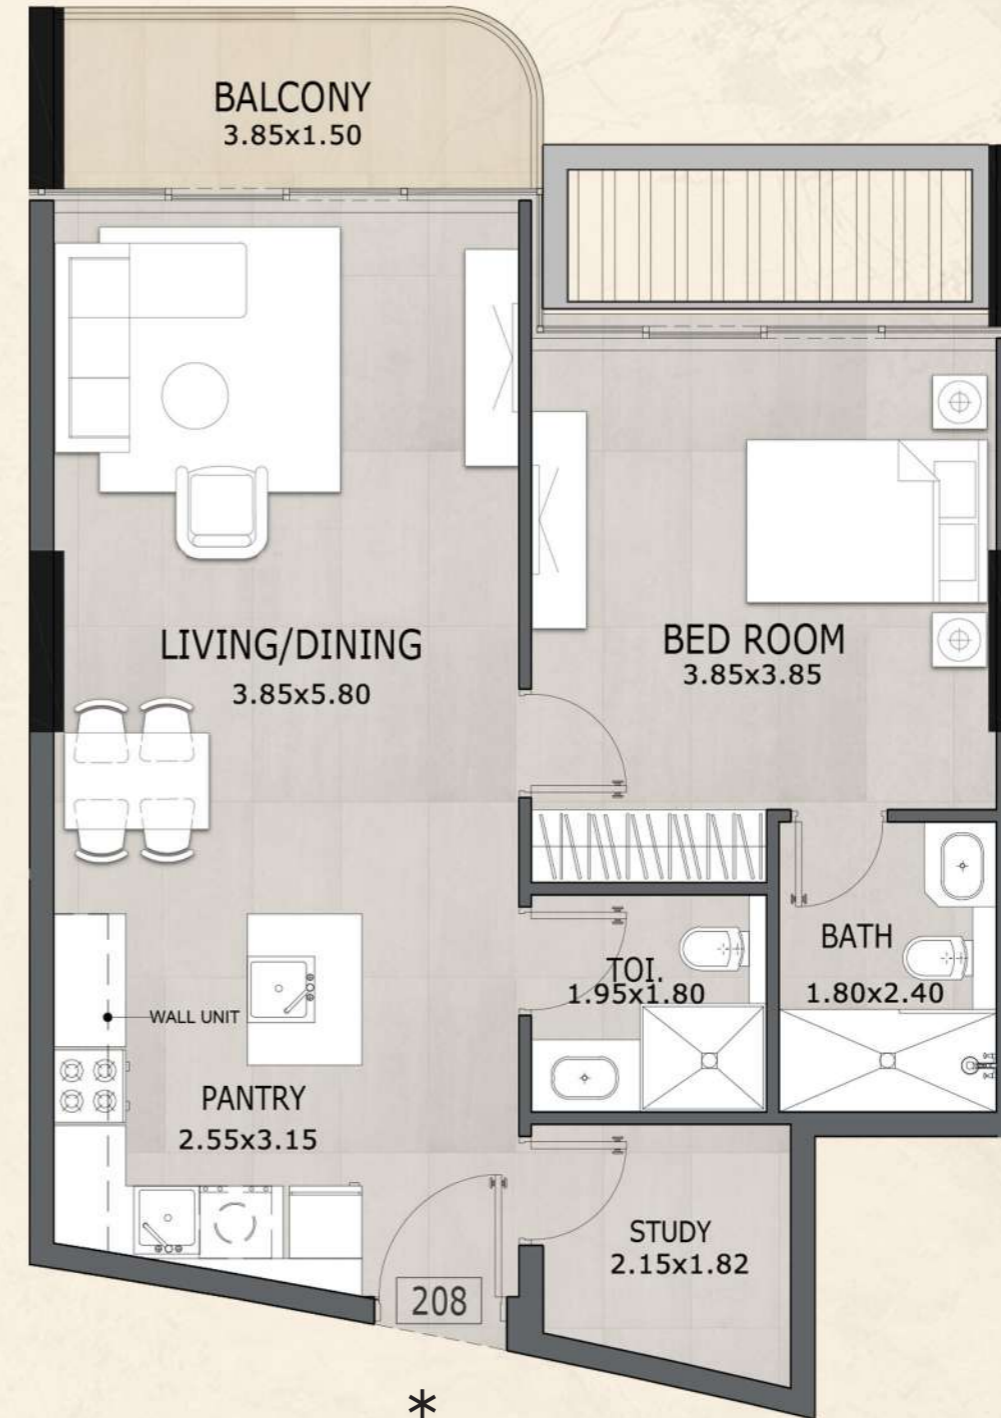 BALCONY
3.85x1.50
LIVING/DINING
3.85x5.80
BED ROOM
3.85x3.85
TOI.
1.95x1.80
BATH
1.80x2.40
WALL UNIT
PANTRY
2.55x3.15
STUDY
2.15x1.82
208
*